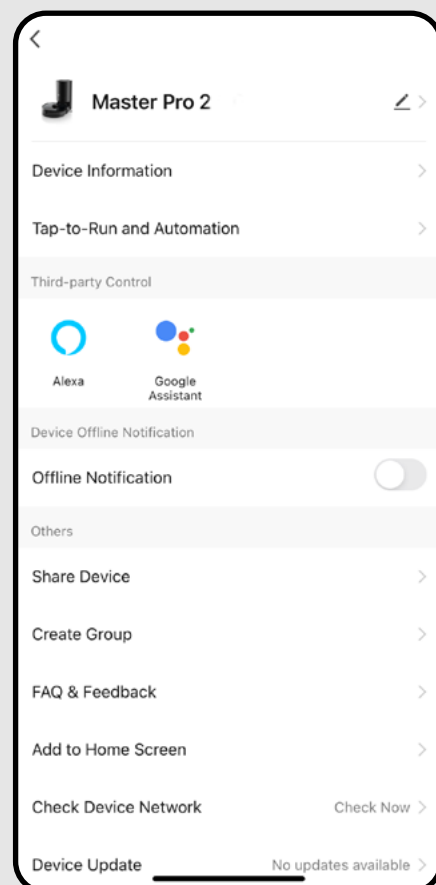 Master Pro 2
Device Information
Tap-to-Run and Automation
Third-party Control
Alexa
Google
Assistant
Device Offline Notification
Offline Notification
Others
Share Device
Create Group
FAQ & Feedback
Add to Home Screen
Check Device Network Check Now
Device Update No updates available